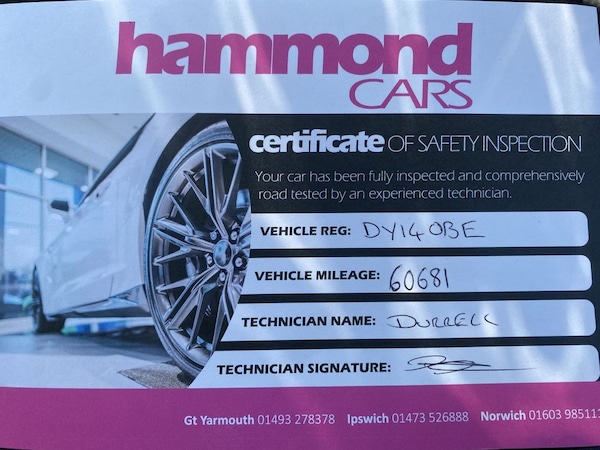 hammond
CARS
certificate OF SAFETY INSPECTION
Your car has been fully inspected and comprehensively
road tested by an experienced technician.
VEHICLE REG: DY14 OBE
VEHICLE MILEAGE: 60681
TECHNICIAN NAME: DURRELL
TECHNICIAN SIGNATURE:
Gt Yarmouth 01493 278378 Ipswich 01473 526888 Norwich 01603 985111